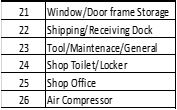 21 Window/Door frame Storage
22 Shipping/Receiving Dock
23 Tool/Maintenace/General
24 Shop Toilet/Locker
25 Shop Office
26 Air Compressor